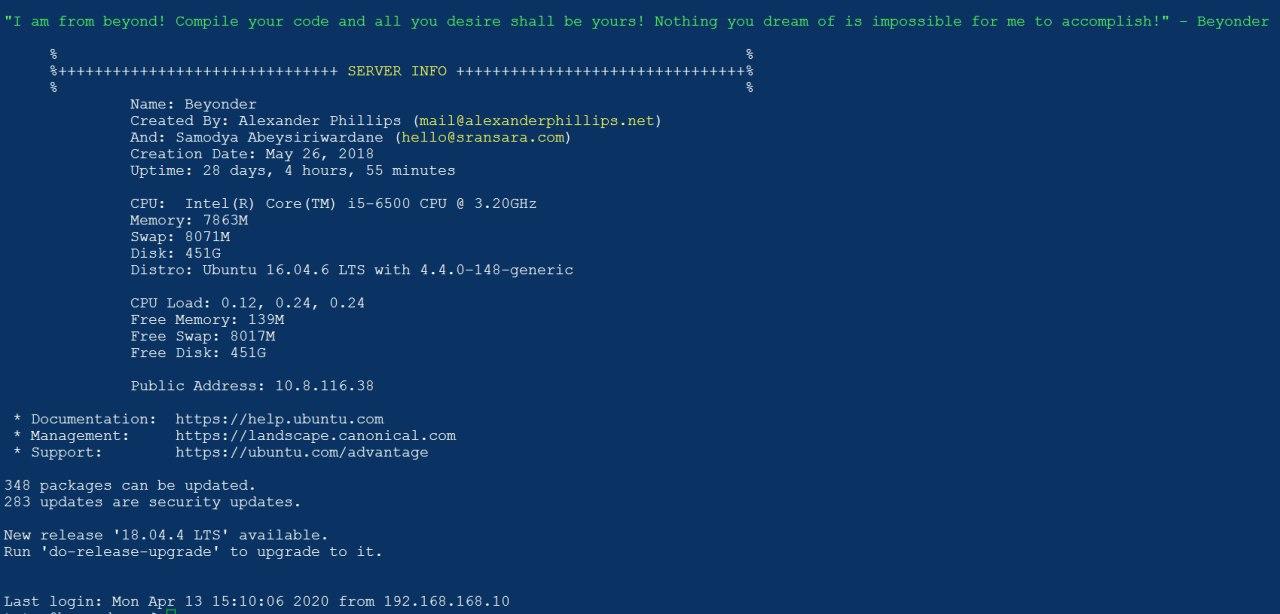 "I am from beyond! Compile your code and all you desire shall be yours! Nothing you dream of is impossible for me to accomplish!" - Beyonder
% %
%+++++++++++++++++++++++++++++++ SERVER INFO ++++++++++++++++++++++++++++++++%
% %
Name: Beyonder
Created By: Alexander Phillips (mail@alexanderphillips.net)
And: Samodya Abeysiriwardane (hello@sransara.com)
Creation Date: May 26, 2018
Uptime: 28 days, 4 hours, 55 minutes
CPU: Intel(R) Core(TM) i5-6500 CPU @ 3.20GHz
Memory: 7863M
Swap: 8071M
Disk: 451G
Distro: Ubuntu 16.04.6 LTS with 4.4.0-148-generic
CPU Load: 0.12, 0.24, 0.24
Free Memory: 139M
Free Swap: 8017M
Free Disk: 451G
Public Address: 10.8.116.38
* Documentation: https://help.ubuntu.com
* Management: https://landscape.canonical.com
* Support: https://ubuntu.com/advantage
348 packages can be updated.
283 updates are security updates.
New release '18.04.4 LTS' available.
Run 'do-release-upgrade' to upgrade to it.
Last login: Mon Apr 13 15:10:06 2020 from 192.168.168.10